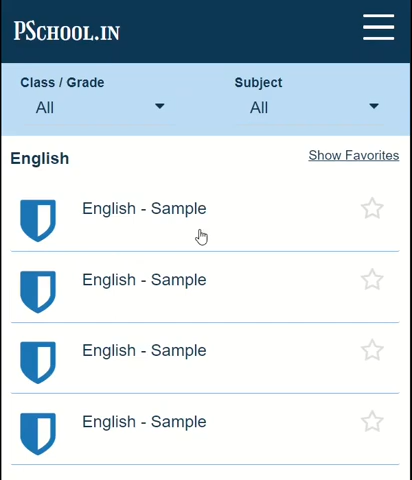 PSCHOOL.IN
Class / Grade
Subject
All
All
English
Show Favorites
English - Sample
English - Sample
English - Sample
English - Sample